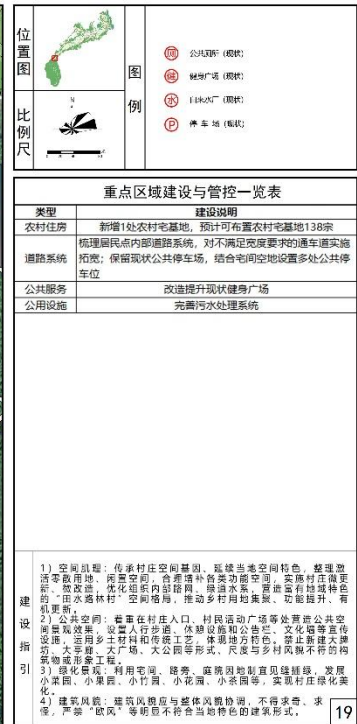 位置图
比例尺
图例
公共厕所（现状）
健身广场（现状）
水
自来水厂（现状）
P
停 车 场（现状）
重点区域建设与管控一览表
类型 建设说明
农村住房 新增1处农村宅基地，预计可布置农村宅基地138宗
道路系统 梳理居民点内部道路系统，对不满足宽度要求的通车道实施
拓宽；保留现状公共停车场，结合宅间空地设置多处公共停
车位
公共服务 改造提升现状健身广场
公用设施 完善污水处理系统
建设指引
1）空间肌理：传承村庄空间基因、延续当地空间特色，整理激
活零散用地、闲置空间，合理增补各类功能空间，实施村庄微更
新、微改造，优化组织内部路网、绿道水系，营造富有地域特色
的“田水路林村”空间格局，推动乡村用地集聚、功能提升、有
机更新。
2）公共空间：着重在村庄入口、村民活动广场等处营造公共空
间景观效果，设置人行步道、休憩设施和公告栏、文化墙等宣传
设施，运用乡土材料和传统工艺，体现地方特色。禁止新建大牌
坊、大亭廊、大广场、大公园等形式、尺度与乡村风貌不符的构
筑物或形象工程。
3）绿化景观：利用宅间、路旁、庭院因地制宜见缝插绿，发展
小菜园、小果园、小竹园、小花园、小茶园等，实现村庄绿化美
化。
4）建筑风貌：建筑风貌应与整体风貌协调，不得求奇、求
怪，严禁“欧风”等明显不符合当地特色的建筑形式。
19